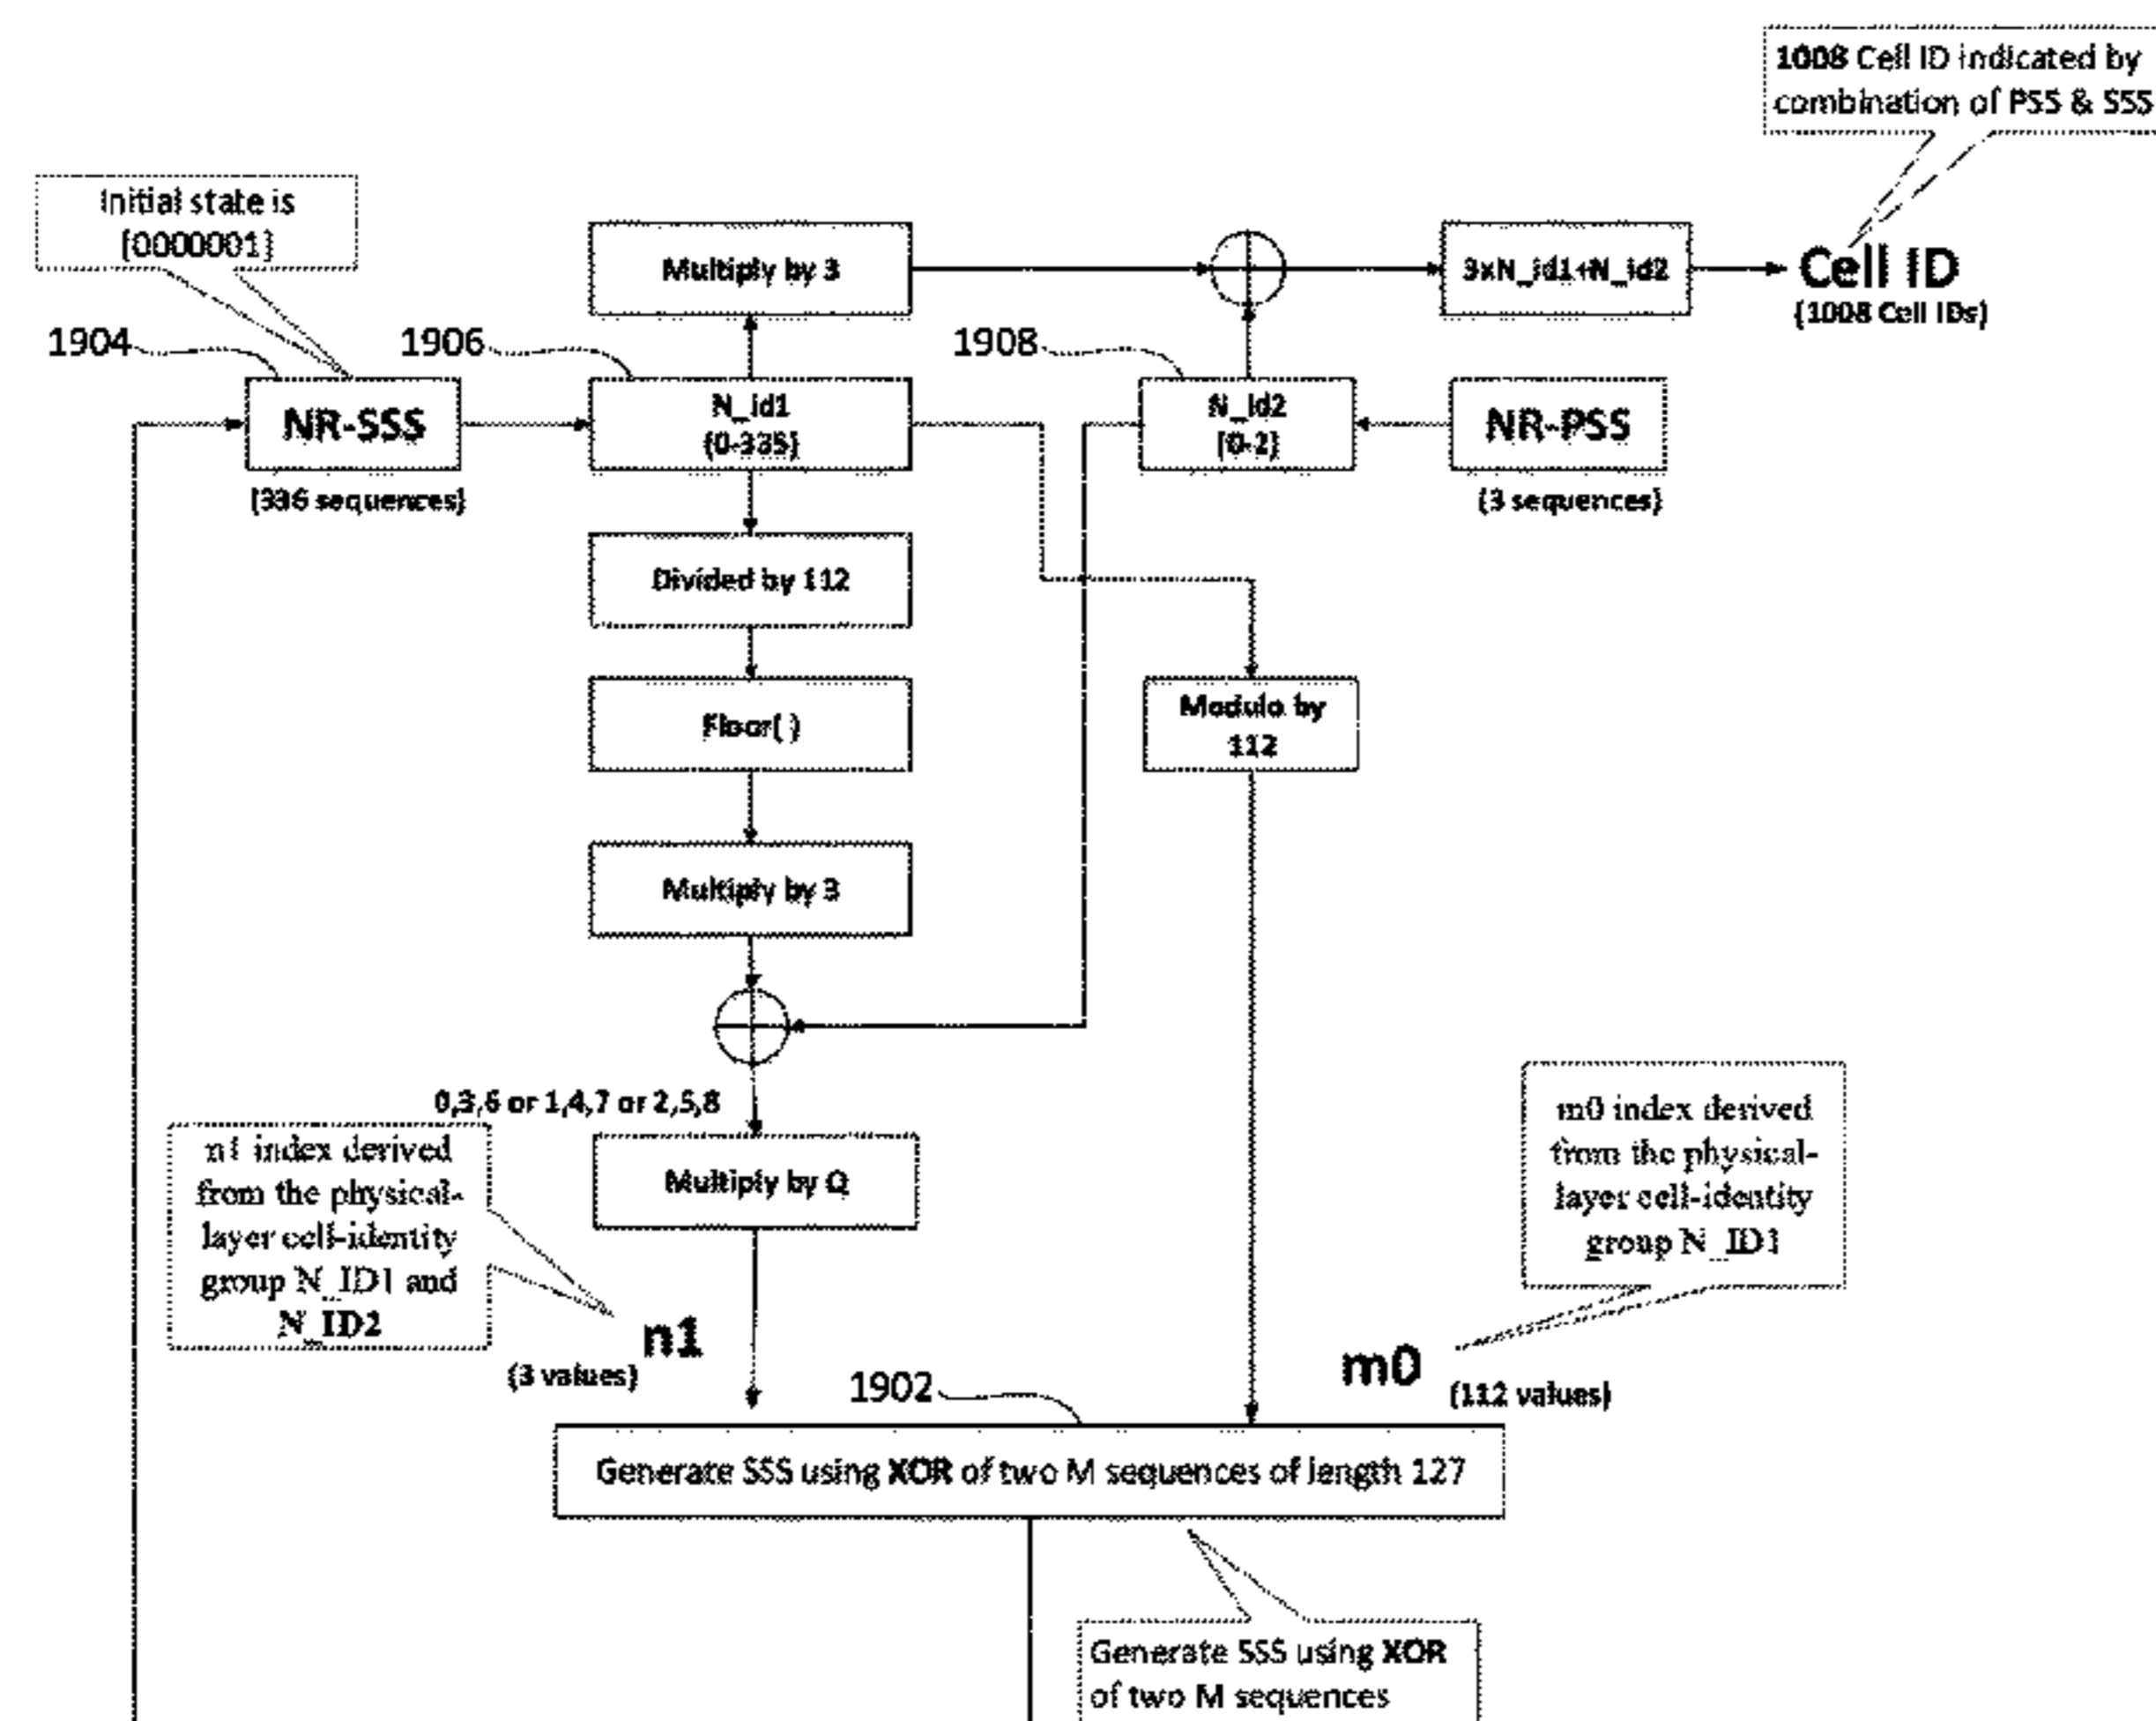 1008 Cell ID indicated by
combination of PSS & SSS
Initial state is
[0000001]
Multiply by 3
3xN_id1+N_id2
Cell ID
(1008 Cell IDs)
1904
1906
1908
NR-SSS
N_id1
(0-335)
N_id2
[0-2]
NR-PSS
(336 sequences)
(3 sequences)
Divided by 112
Floor( )
Modulo by
112
Multiply by 3
0,3,6 or 1,4,7 or 2,5,8
n1 index derived
from the physical-
layer cell-identity
group N_ID1 and
N_ID2
Multiply by Q
m0 index derived
from the physical-
layer cell-identity
group N_ID1
n1
(3 values)
m0
(112 values)
1902
Generate SSS using XOR of two M sequences of length 127
Generate SSS using XOR
of two M sequences